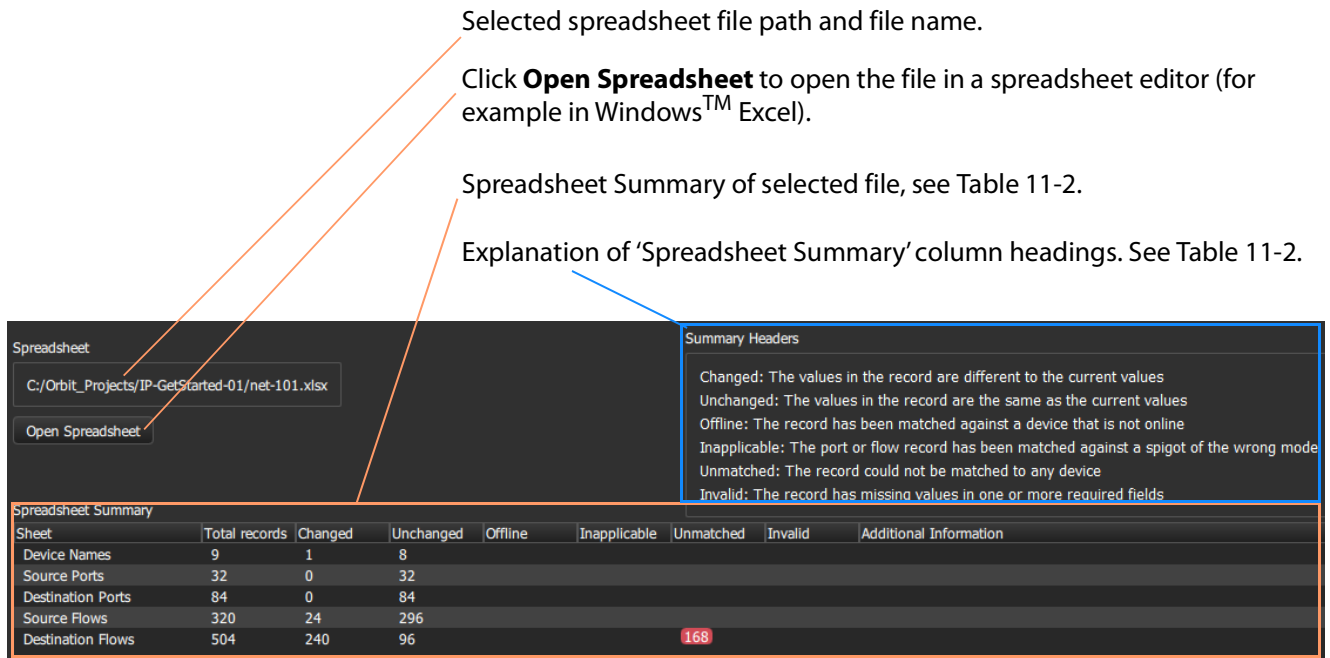 Selected spreadsheet file path and file name.
Click Open Spreadsheet to open the file in a spreadsheet editor (for
example in Windows™ Excel).
Spreadsheet Summary of selected file, see Table 11-2.
Explanation of ‘Spreadsheet Summary’ column headings. See Table 11-2.
Spreadsheet
C:/Orbit_Projects/IP-GetStarted-01/net-101.xlsx
Open Spreadsheet
Summary Headers
Changed: The values in the record are different to the current values
Unchanged: The values in the record are the same as the current values
Offline: The record has been matched against a device that is not online
Inapplicable: The port or flow record has been matched against a spigot of the wrong mode
Unmatched: The record could not be matched to any device
Invalid: The record has missing values in one or more required fields
Spreadsheet Summary
Sheet Total records Changed Unchanged Offline Inapplicable Unmatched Invalid Additional Information
Device Names 9 1 8
Source Ports 32 0 32
Destination Ports 84 0 84
Source Flows 320 24 296
Destination Flows 504 240 96 168